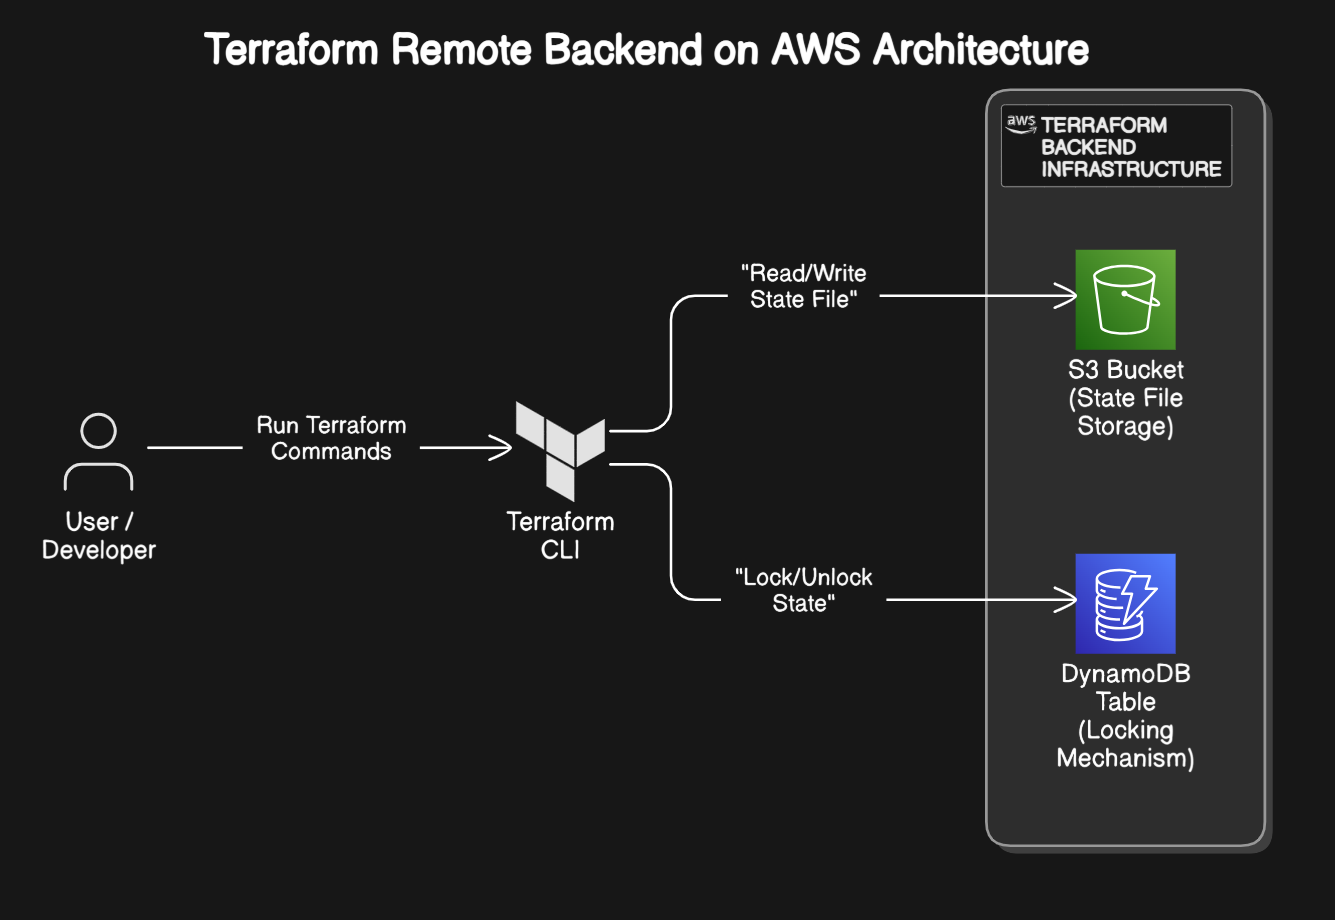 Terraform Remote Backend on AWS Architecture
aws
TERRAFORM
BACKEND
INFRASTRUCTURE
"Read/Write
State File"
S3 Bucket
(State File
Storage)
Run Terraform
Commands
User /
Developer
Terraform
CLI
"Lock/Unlock
State"
DynamoDB
Table
(Locking
Mechanism)